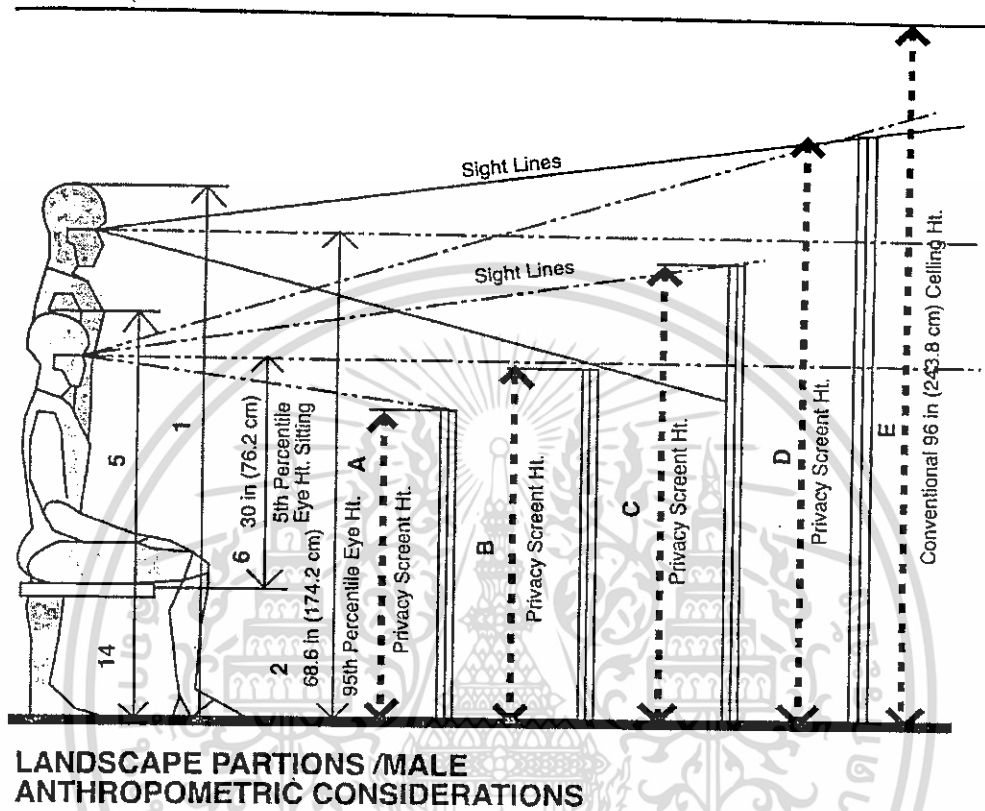 Sight Lines
Sight Lines
1
5
14
6
30 in (76.2 cm)
5th Percentile
Eye Ht. Sitting
2
68.6 in (174.2 cm)
95th Percentile Eye Ht.
A
Privacy Screent Ht.
B
Privacy Screent Ht.
C
Privacy Screent Ht.
D
Privacy Screent Ht.
E
Conventional 96 in (243.8 cm) Celling Ht.
LANDSCAPE PARTIONS /MALE
ANTHROPOMETRIC CONSIDERATIONS